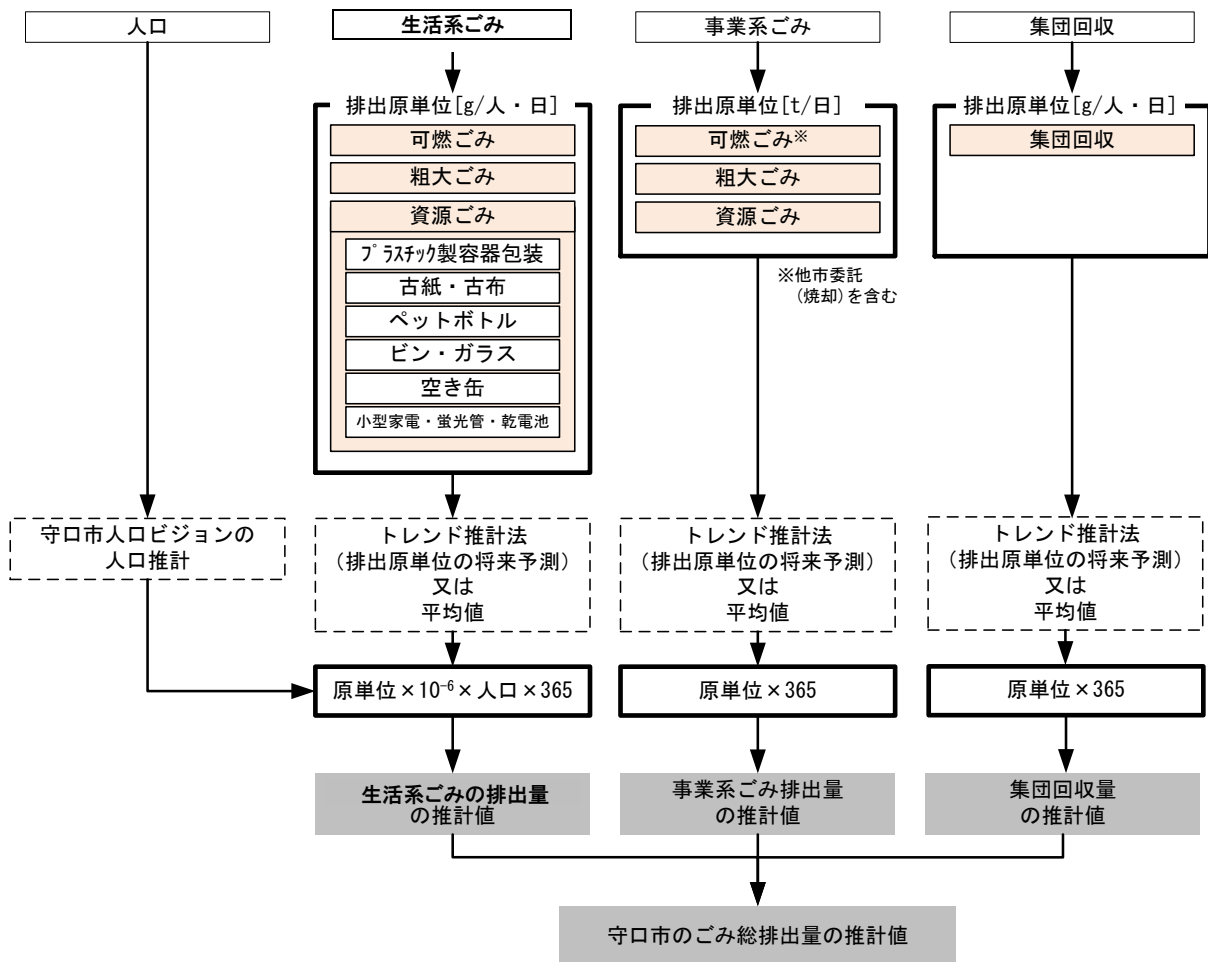 人口
生活系ごみ
事業系ごみ
集団回収
排出原単位[g/人・日]
可燃ごみ
粗大ごみ
資源ごみ
プラスチック製容器包装
古紙・古布
ペットボトル
ビン・ガラス
空き缶
小型家電・蛍光管・乾電池
排出原単位[t/日]
可燃ごみ※
粗大ごみ
資源ごみ
※他市委託
(焼却)を含む
排出原単位[g/人・日]
集団回収
守口市人口ビジョンの
人口推計
トレンド推計法
(排出原単位の将来予測)
又は
平均値
トレンド推計法
(排出原単位の将来予測)
又は
平均値
トレンド推計法
(排出原単位の将来予測)
又は
平均値
原単位×10⁻⁶×人口×365
原単位×365
原単位×365
生活系ごみの排出量
の推計値
事業系ごみ排出量
の推計値
集団回収量
の推計値
守口市のごみ総排出量の推計値